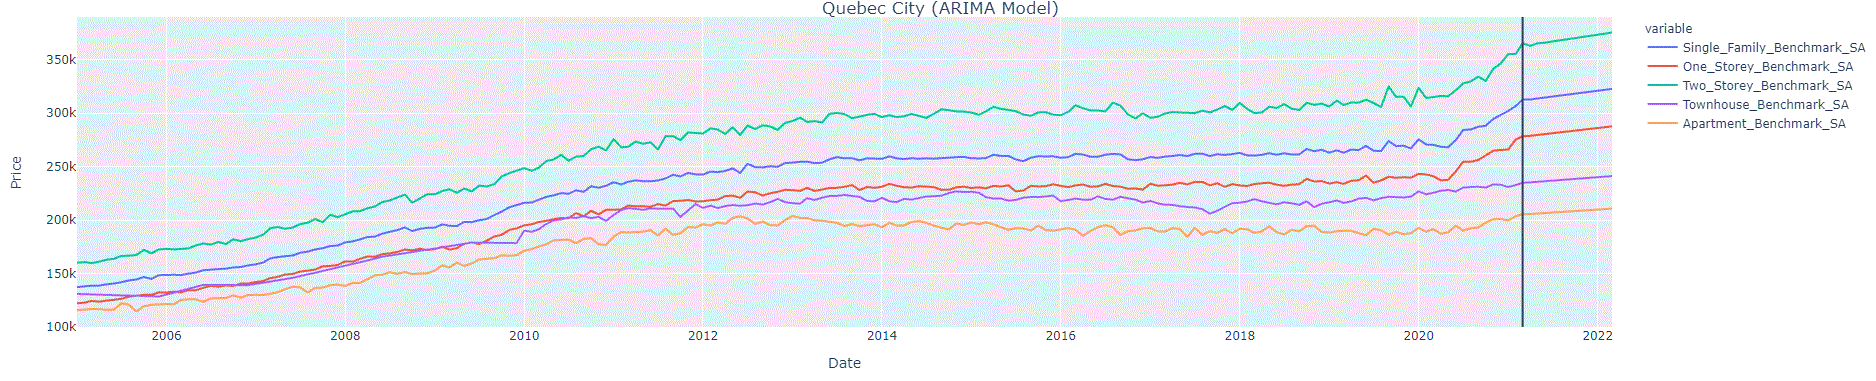 Quebec City (ARIMA Model)
variable
Single_Family_Benchmark_SA
One_Storey_Benchmark_SA
Two_Storey_Benchmark_SA
Townhouse_Benchmark_SA
Apartment_Benchmark_SA
Price
350k
300k
250k
200k
150k
100k
2006 2008 2010 2012 2014 2016 2018 2020 2022
Date